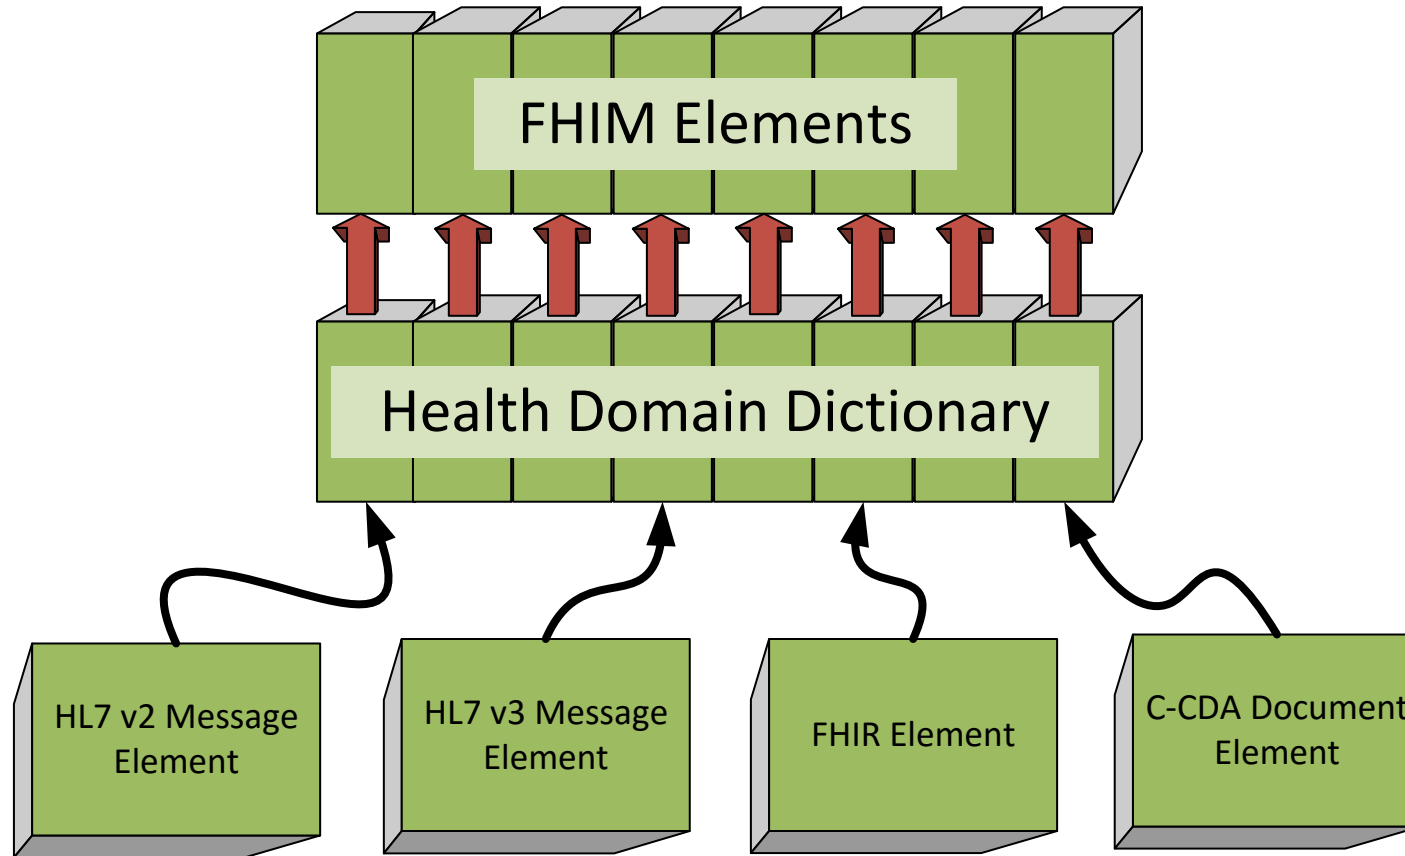 FHIM Elements
Health Domain Dictionary
HL7 v2 Message
Element
HL7 v3 Message
Element
FHIR Element
C-CDA Document
Element